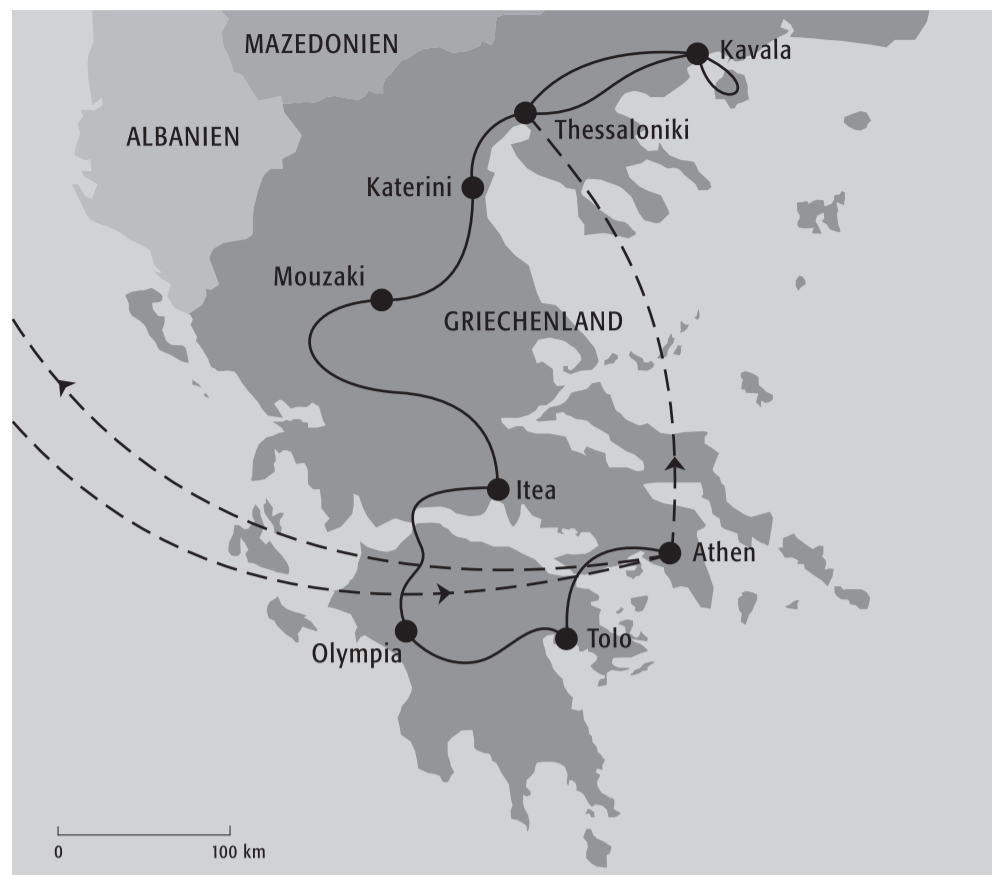 MAZEDONIEN
Kavala
ALBANIEN
Thessaloniki
Katerini
Mouzaki
GRIECHENLAND
Itea
Athen
Olympia
Tolo
0 100 km